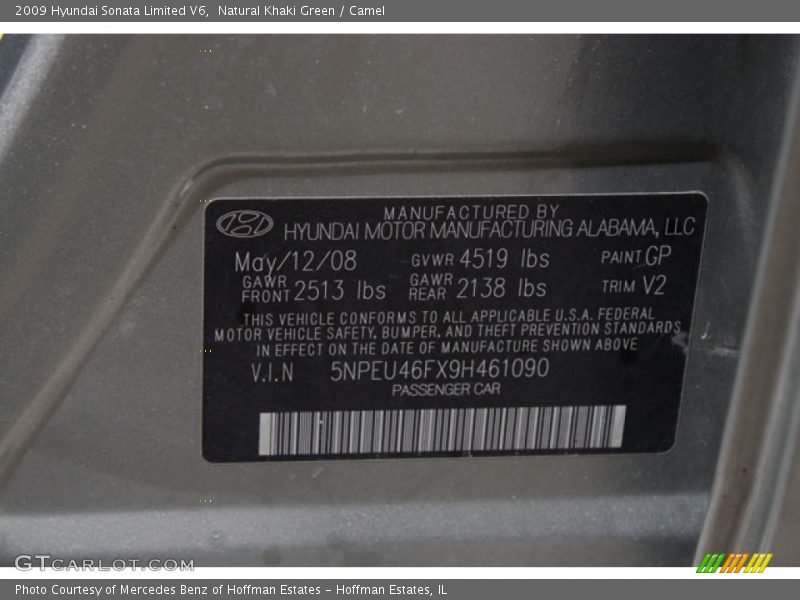 2009 Hyundai Sonata Limited V6,  Natural Khaki Green / Camel
MANUFACTURED BY
HYUNDAI MOTOR MANUFACTURING ALABAMA, LLC
May/12/08 GVWR 4519 lbs PAINT GP
GAWR FRONT 2513 lbs GAWR REAR 2138 lbs TRIM V2
THIS VEHICLE CONFORMS TO ALL APPLICABLE U.S.A. FEDERAL
MOTOR VEHICLE SAFETY, BUMPER, AND THEFT PREVENTION STANDARDS
IN EFFECT ON THE DATE OF MANUFACTURE SHOWN ABOVE
V.I.N 5NPEU46FX9H461090
PASSENGER CAR
GTCARLOT.COM
Photo Courtesy of Mercedes Benz of Hoffman Estates - Hoffman Estates, IL